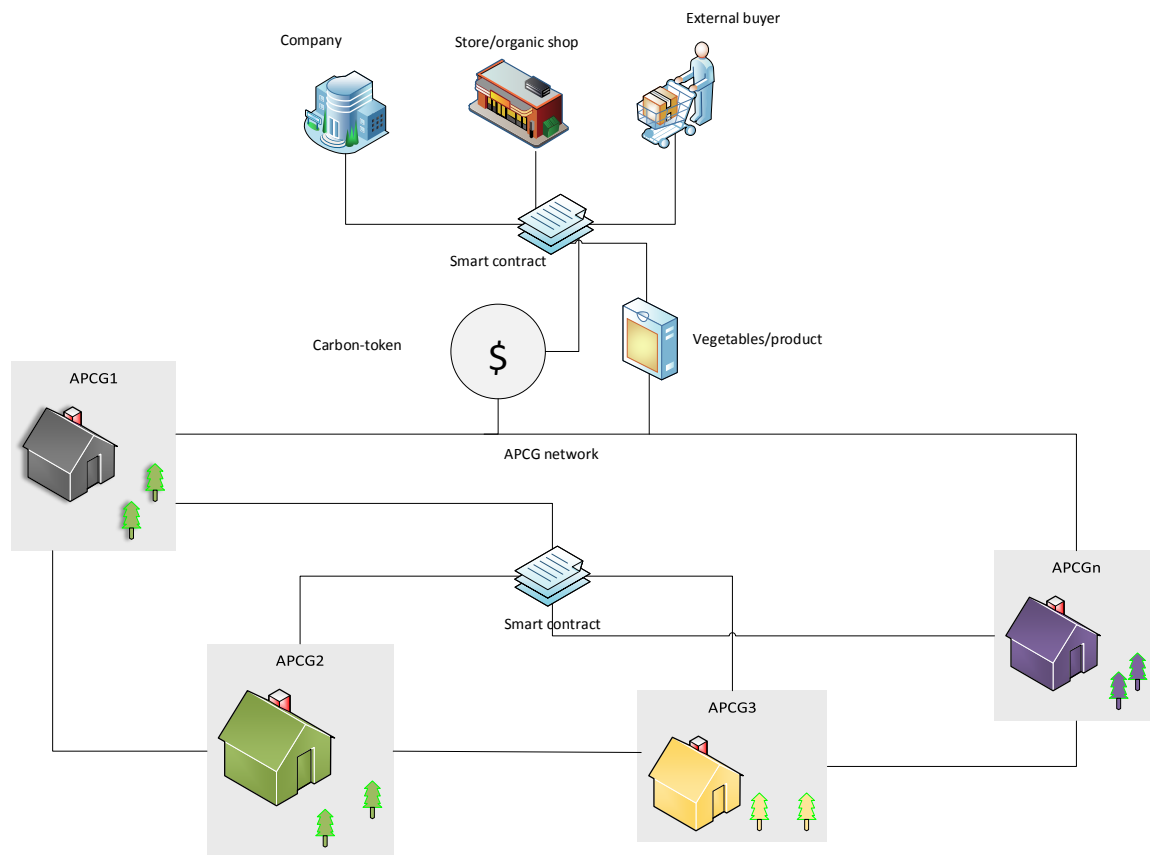 External buyer
Company
Store/organic shop
Smart contract
Carbon-token
$
Vegetables/product
APCG1
APCG network
APCGn
Smart contract
APCG2
APCG3